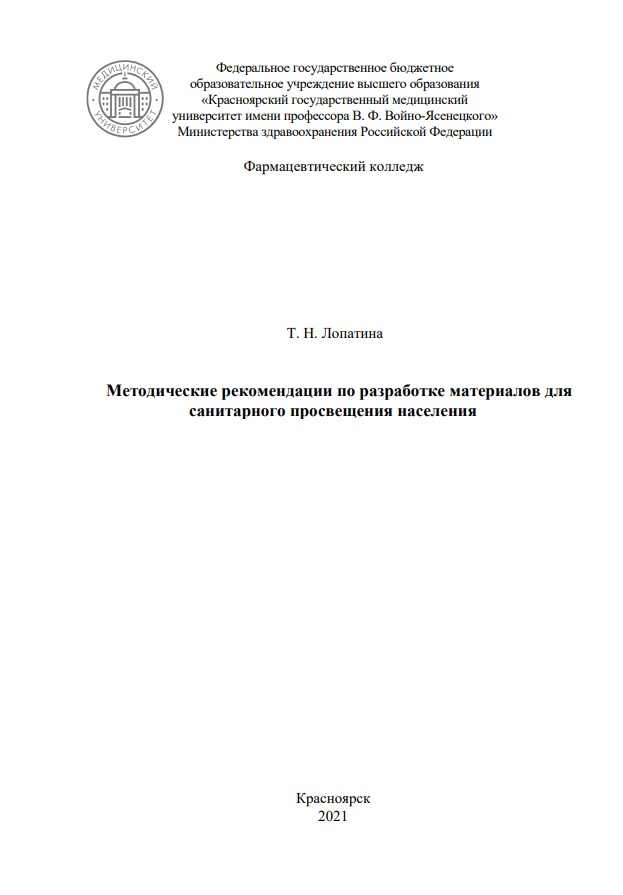 МЕДИЦИНСКИЙ
УНИВЕРСИТЕТ
Федеральное государственное бюджетное
образовательное учреждение высшего образования
«Красноярский государственный медицинский
университет имени профессора В. Ф. Войно-Ясенецкого»
Министерства здравоохранения Российской Федерации
Фармацевтический колледж
Т. Н. Лопатина
Методические рекомендации по разработке материалов для
санитарного просвещения населения
Красноярск
2021